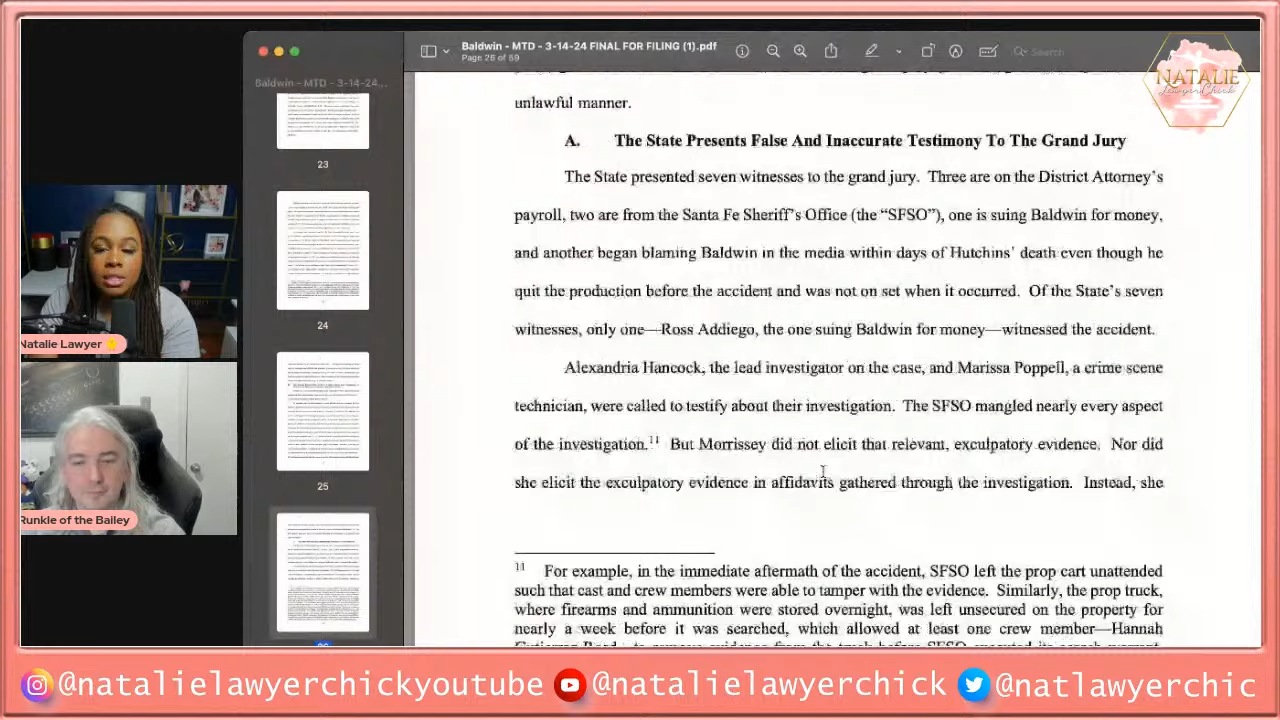 Baldwin - MTD - 3-14-24 FINAL FOR FILING (1).pdf
Page 26 of 59
Search
NATALIE
LawyerChick
Baldwin - MTD - 3-14-24...
23
24
25
unlawful manner.
A. The State Presents False And Inaccurate Testimony To The Grand Jury
The State presented seven witnesses to the grand jury. Three are on the District Attorney's
payroll, two are from the Santa Fe Sheriff's Office (the “SFSO”), one is suing Baldwin for money,
and another began blaming Baldwin in the media within days of Hutchins' death even though he
quit the production before the accident and was not on set when it occurred. Of the State's seven
witnesses, only one—Ross Addiego, the one suing Baldwin for money—witnessed the accident.
Alexandria Hancock, the lead investigator on the case, and Marissa Poppell, a crime scene
technician, were called to testify about their investigation. The SFSO mangled nearly every aspect
of the investigation.11 But Morrissey did not elicit that relevant, exculpatory evidence. Nor did
she elicit the exculpatory evidence in affidavits gathered through the investigation. Instead, she
11 For example, in the immediate aftermath of the accident, SFSO left the prop cart unattended
such that crew members could tamper with the evidence. Similarly, the prop truck,
where firearms and ammunition were stored overnight, was left unsecured on the property for
nearly a week before it was searched, which allowed at least one crew member—Hannah
Natalie Lawyer
Runkle of the Bailey
@natalielawyerchickyoutube
@natalielawyerchick
@natlawyerchic